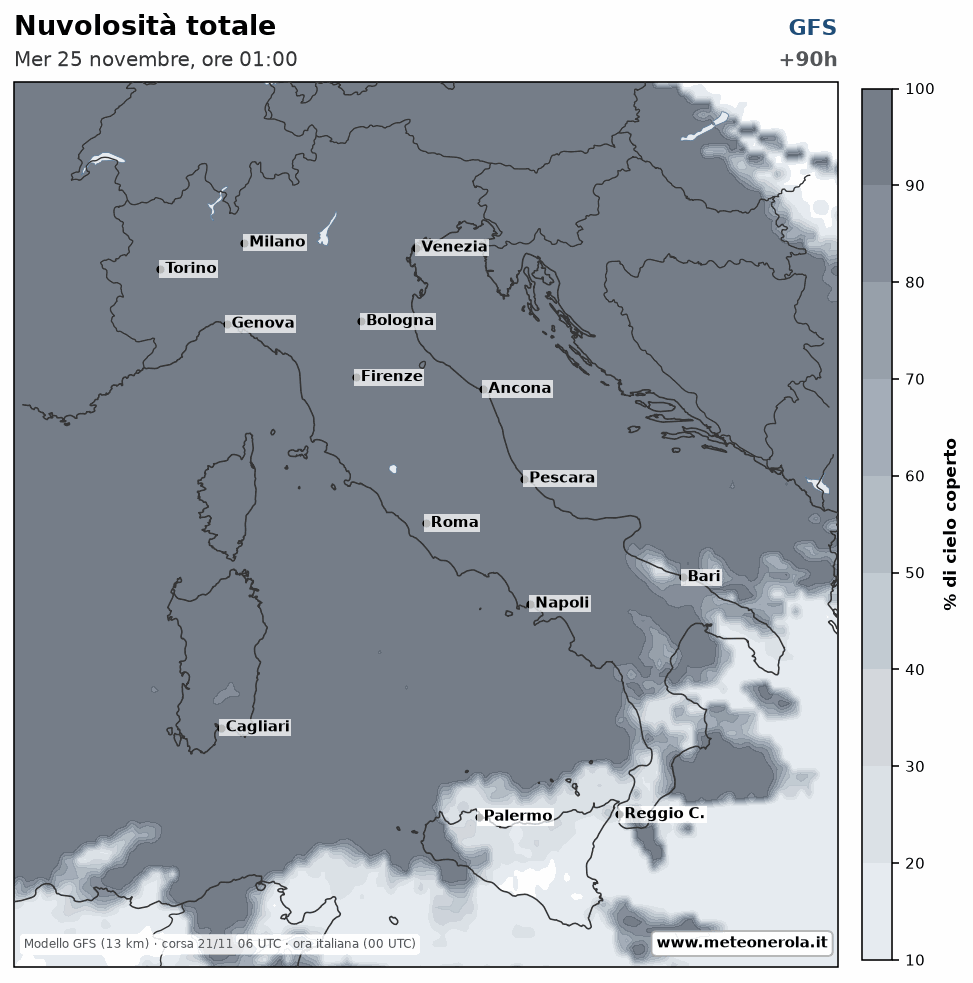 Nuvolosità totale
GFS
Mer 25 novembre, ore 01:00
+90h
100
90
80
70
60
50
40
30
20
10
% di cielo coperto
Milano
Venezia
Torino
Genova
Bologna
Firenze
Ancona
Pescara
Roma
Bari
Napoli
Cagliari
Palermo
Reggio C.
Modello GFS (13 km) · corsa 21/11 06 UTC · ora italiana (00 UTC)
www.meteonerola.it